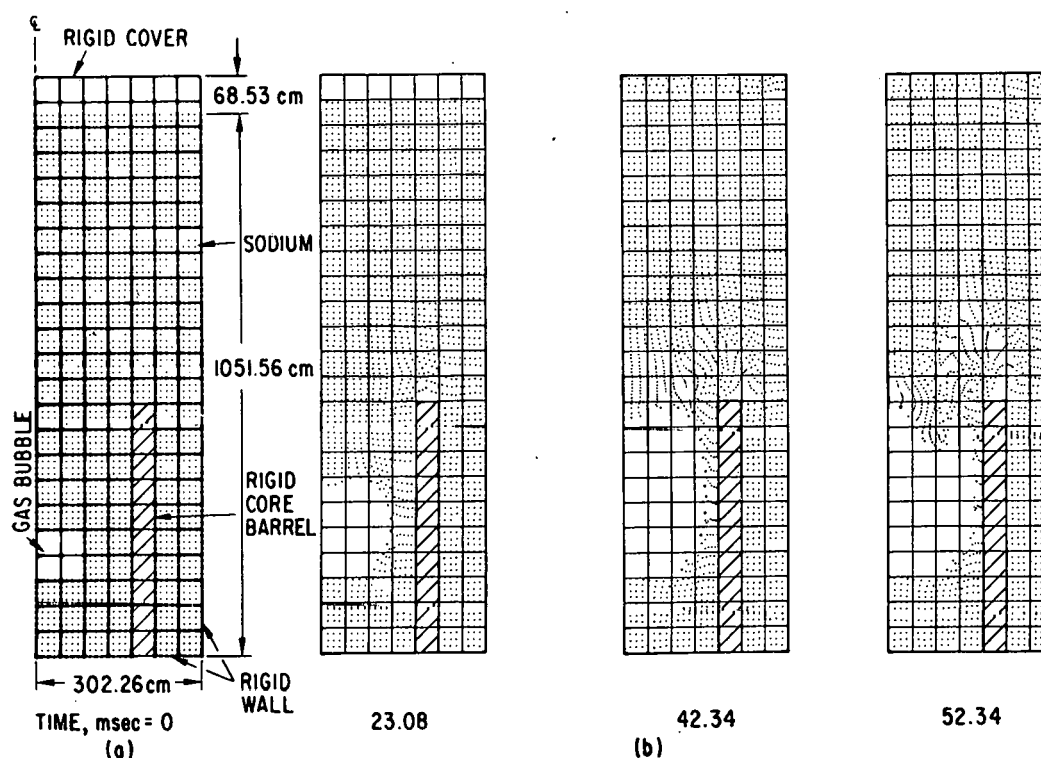 ℄
RIGID COVER
68.53 cm
SODIUM
1051.56 cm
GAS BUBBLE
RIGID
CORE
BARREL
302.26cm
RIGID
WALL
TIME, msec = 0
23.08
42.34
52.34
(a)
(b)